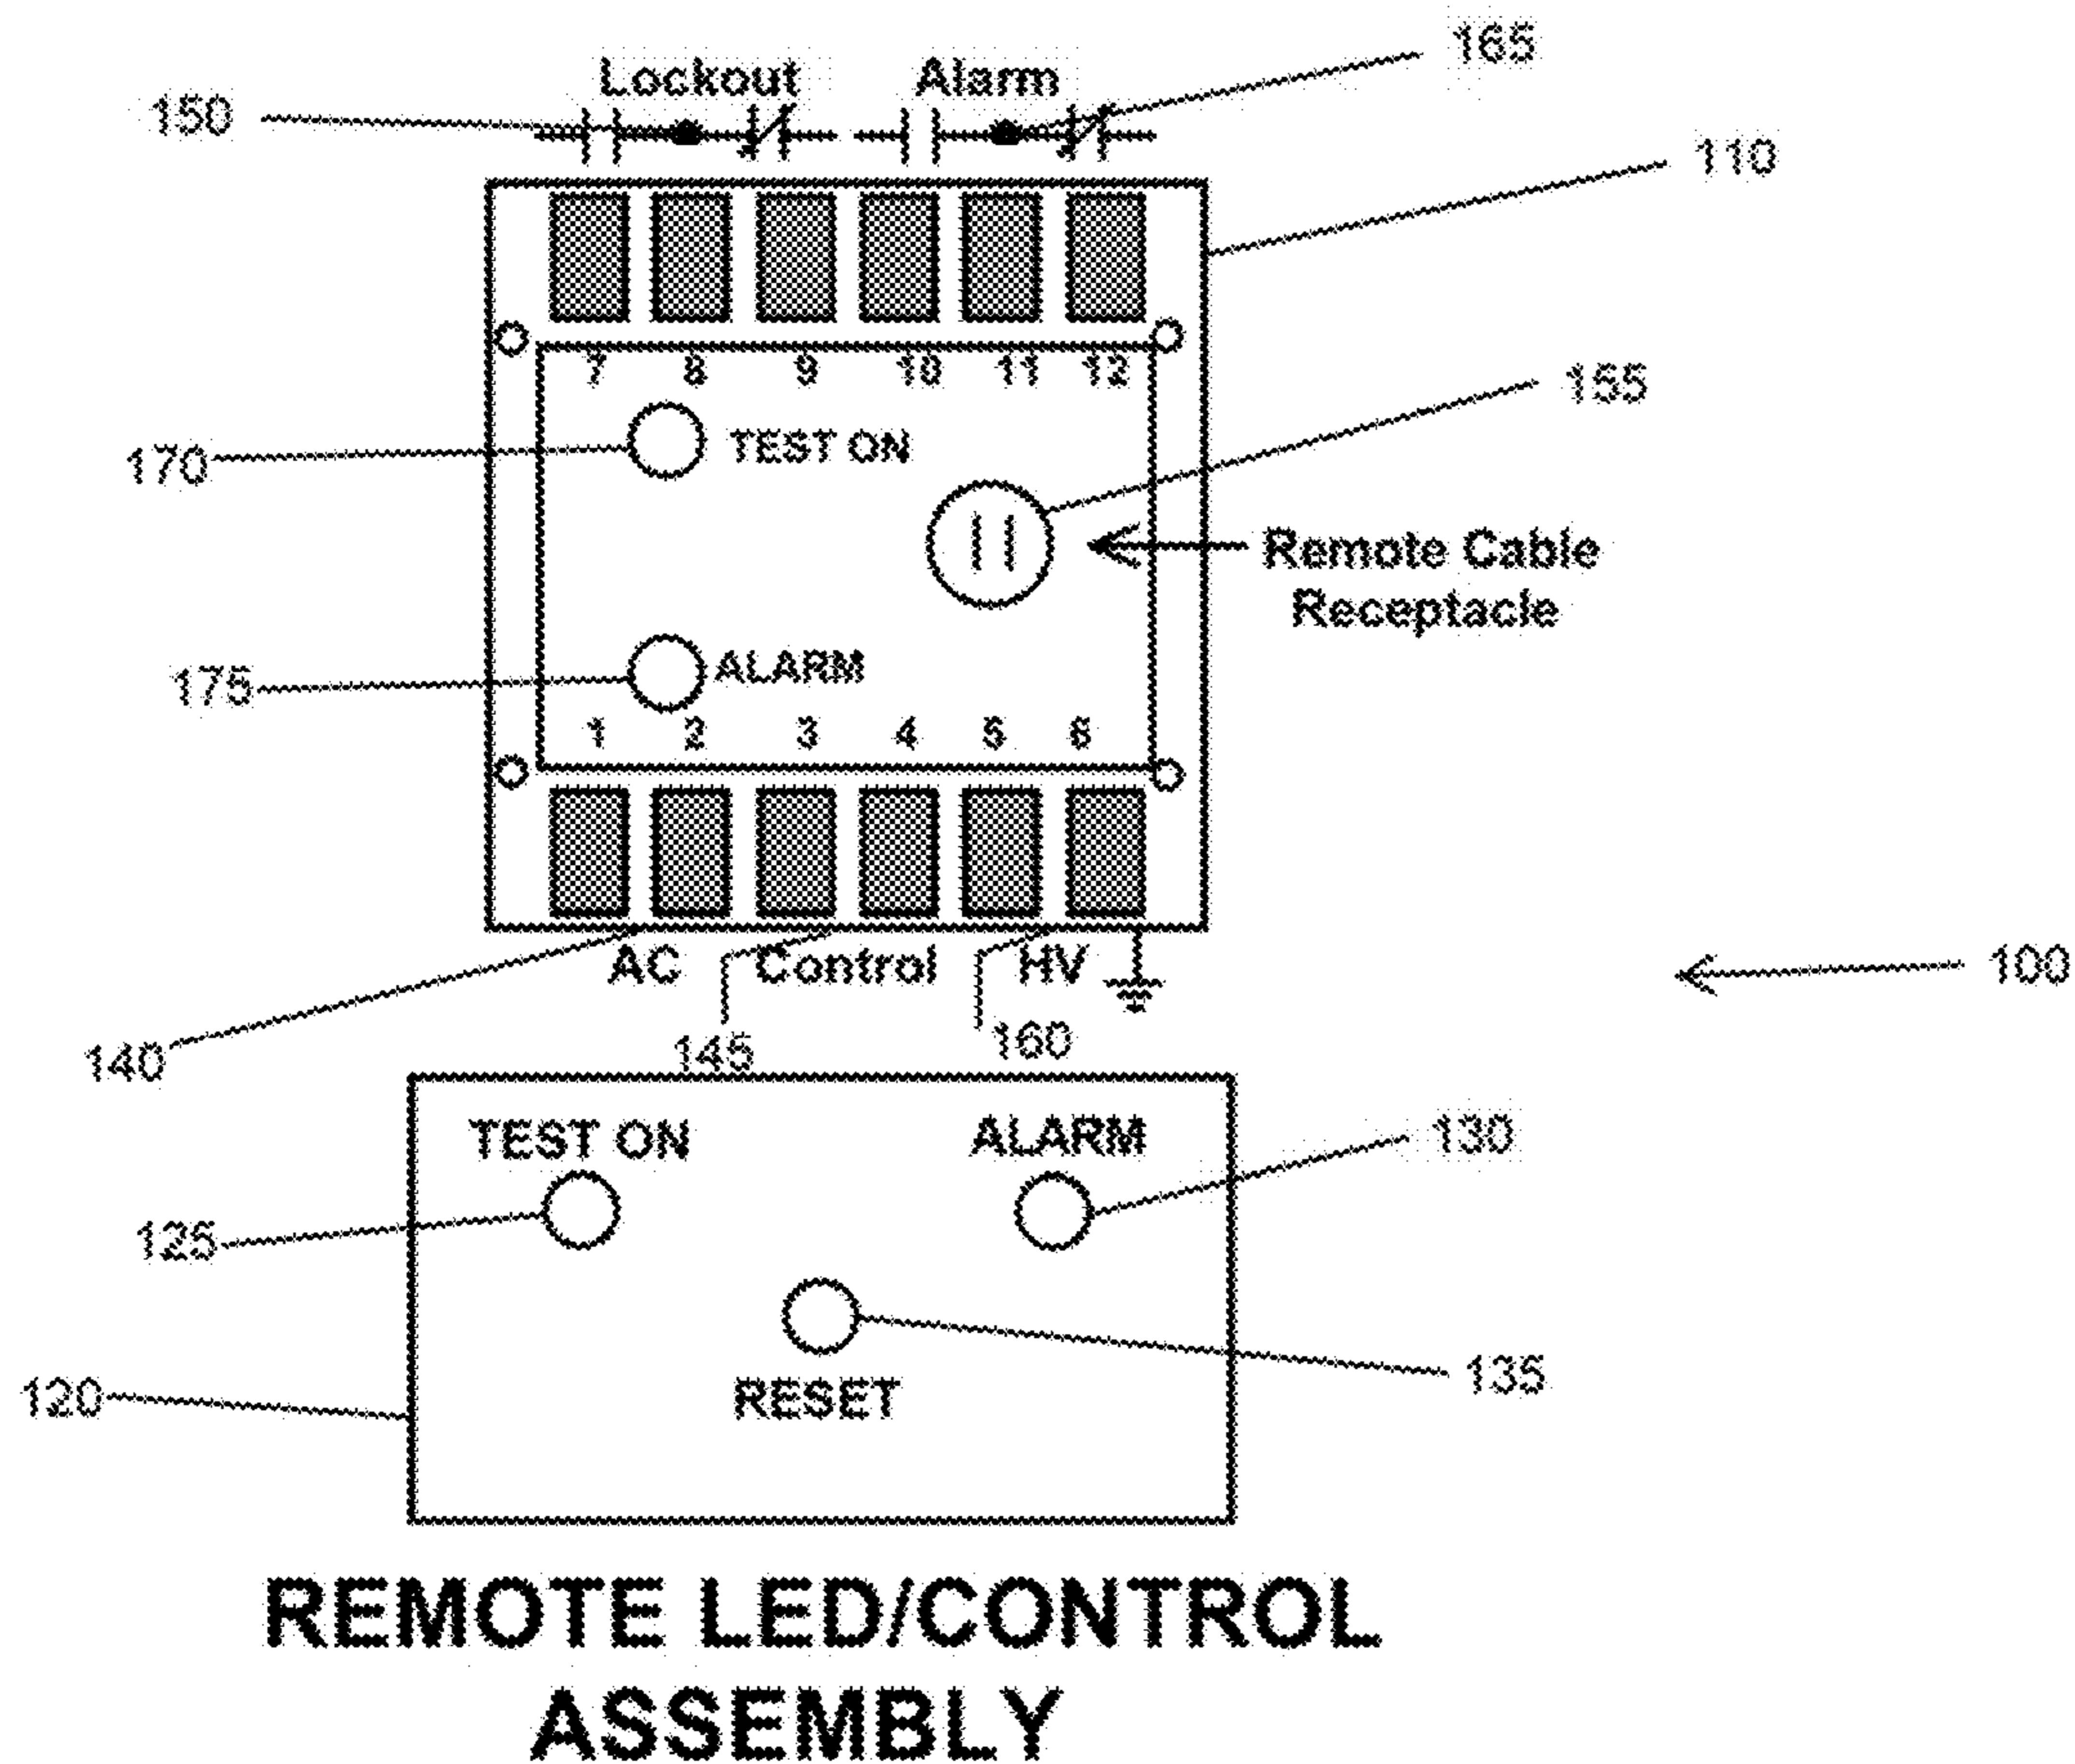 Lockout Alarm 165
150
110
7 8 9 10 11 12
155
170 TEST ON
Remote Cable
Receptacle
175 ALARM
1 2 3 4 5 6
AC Control HV
100
140 145 160
TEST ON ALARM 130
125
120 RESET 135
REMOTE LED/CONTROL
ASSEMBLY